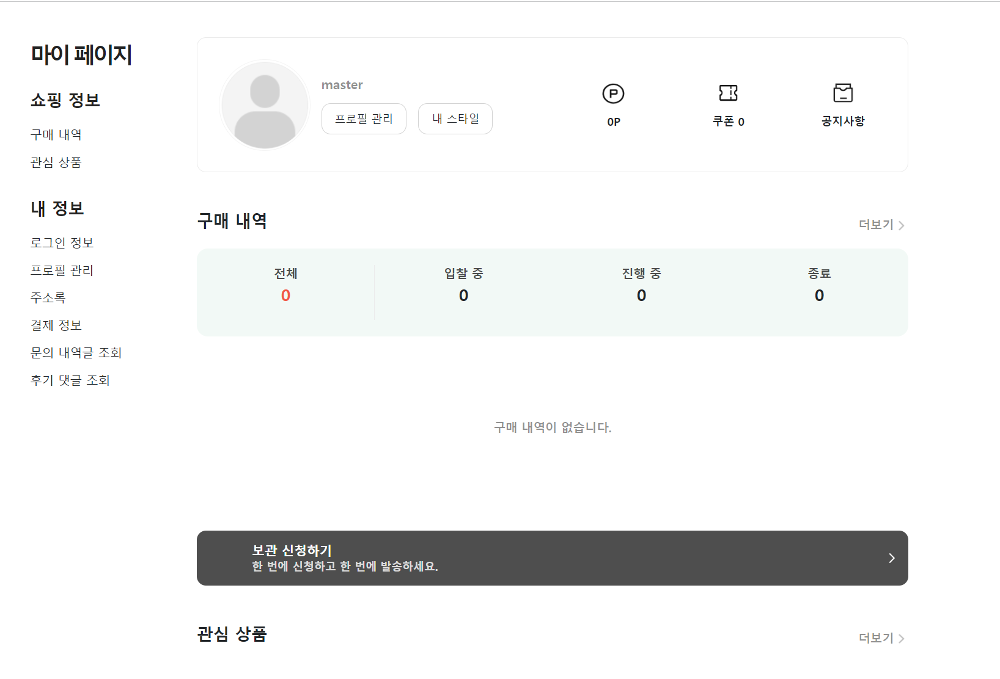 마이 페이지
쇼핑 정보
구매 내역
관심 상품
내 정보
로그인 정보
프로필 관리
주소록
결제 정보
문의 내역글 조회
후기 댓글 조회
master
프로필 관리
내 스타일
P
0P
쿠폰 0
공지사항
구매 내역
더보기
전체
0
입찰 중
0
진행 중
0
종료
0
구매 내역이 없습니다.
보관 신청하기
한 번에 신청하고 한 번에 발송하세요.
관심 상품
더보기